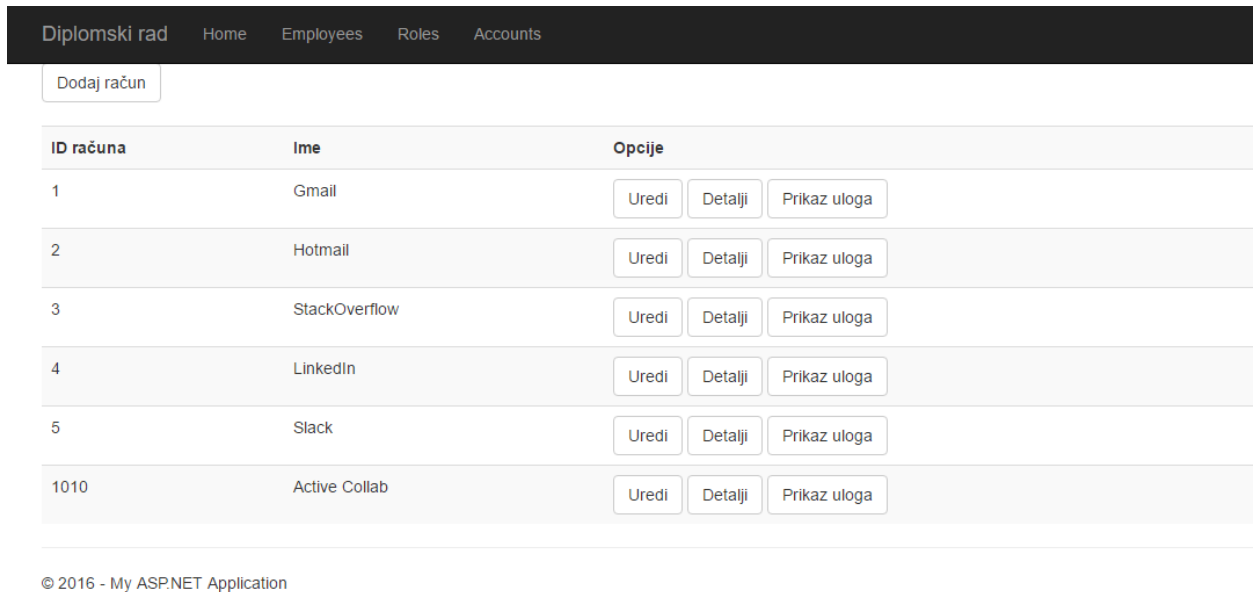 Diplomski rad Home Employees Roles Accounts
Dodaj račun
ID računa Ime Opcije
1 Gmail Uredi Detalji Prikaz uloga
2 Hotmail Uredi Detalji Prikaz uloga
3 StackOverflow Uredi Detalji Prikaz uloga
4 LinkedIn Uredi Detalji Prikaz uloga
5 Slack Uredi Detalji Prikaz uloga
1010 Active Collab Uredi Detalji Prikaz uloga
© 2016 - My ASP.NET Application